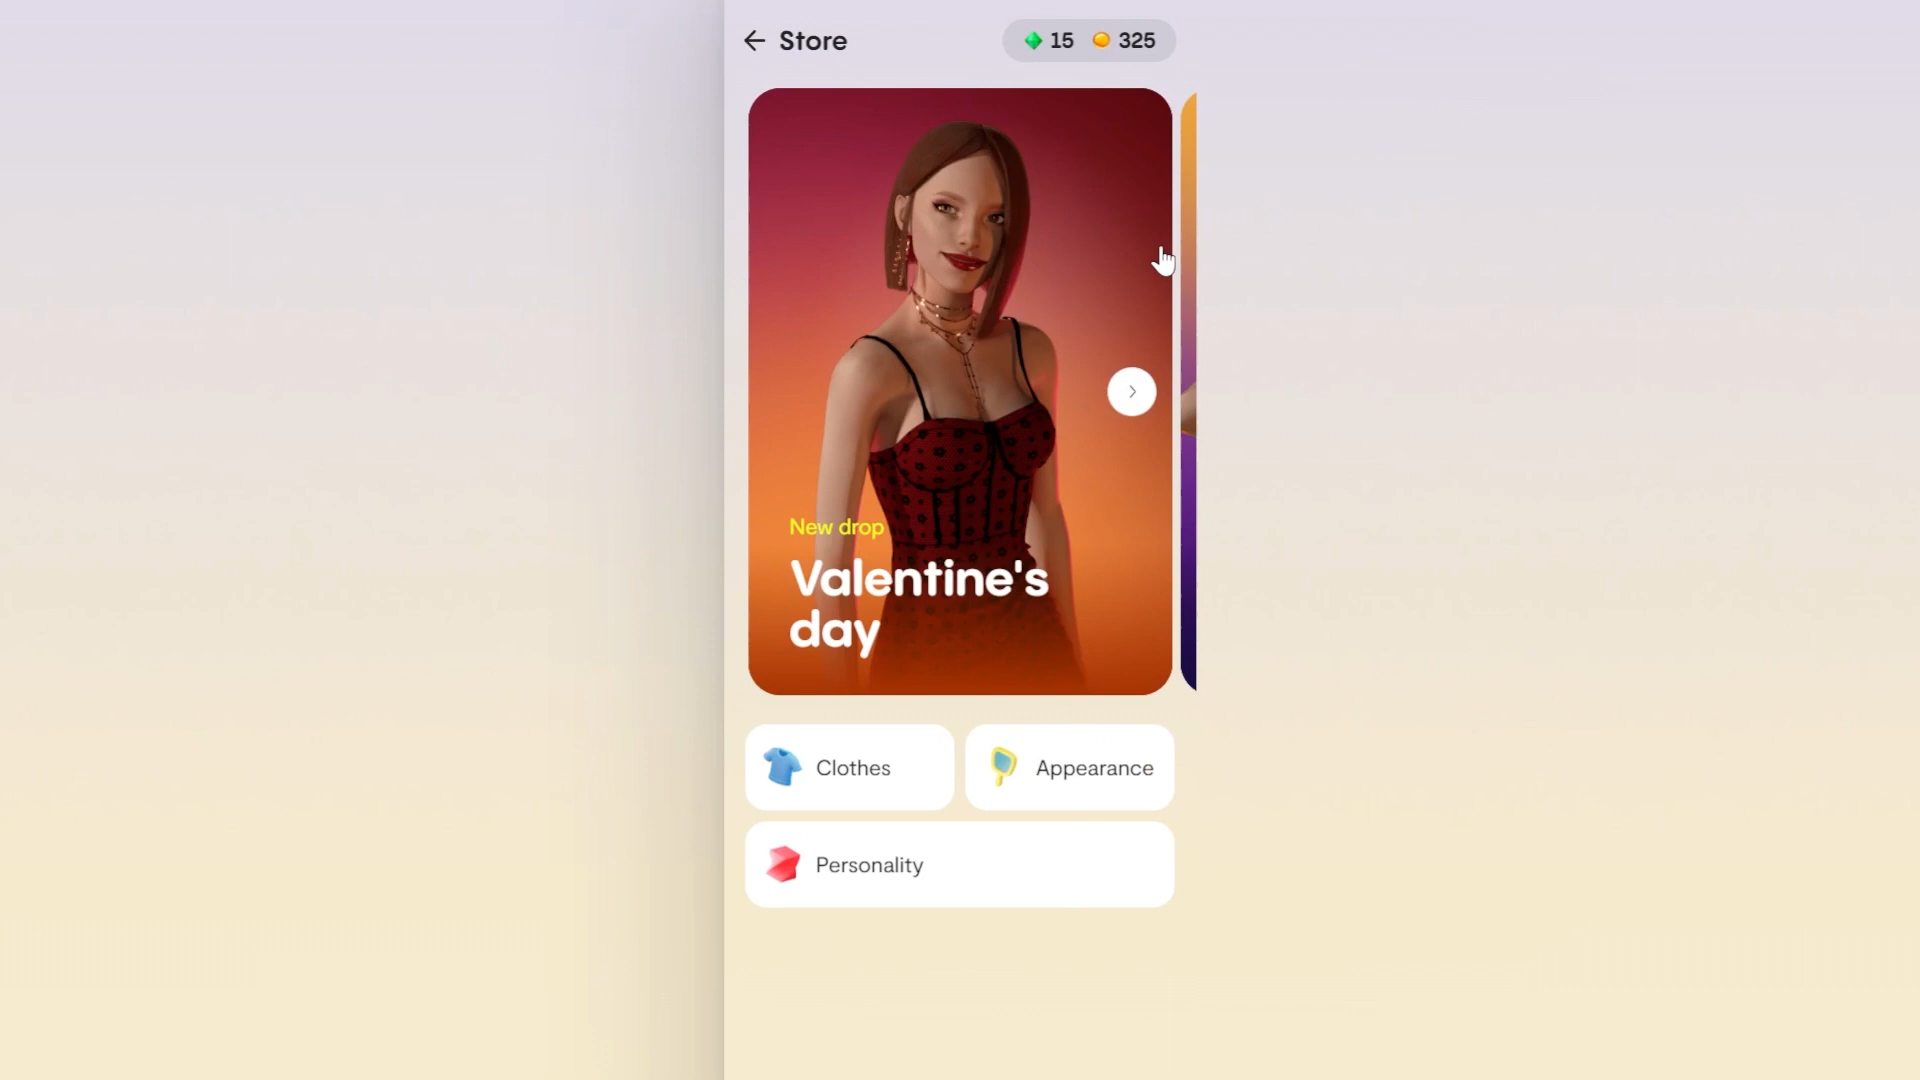 Store
15 325
New drop
Valentine's
day
Clothes
Appearance
Personality